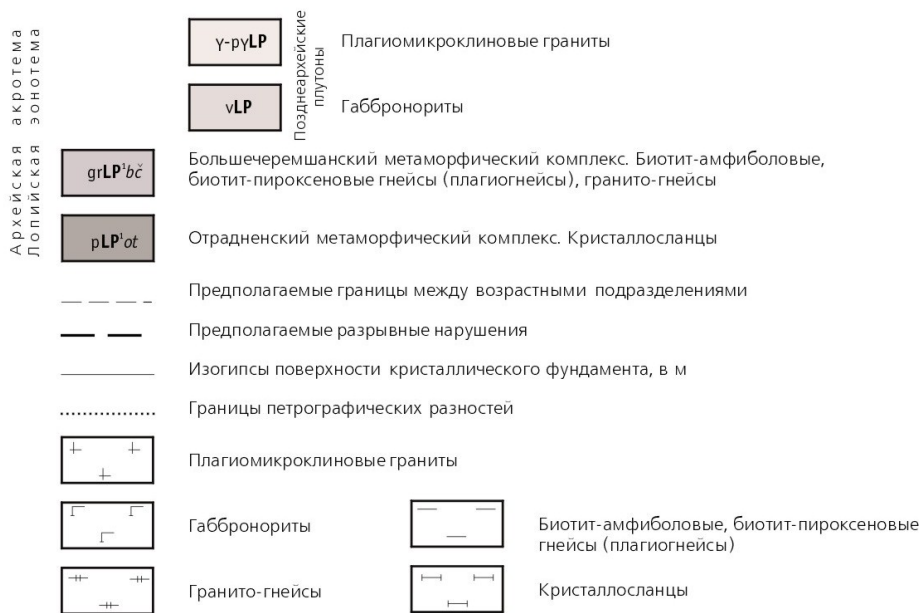 Архейская акротема
Лопийская эонотема
Позднеархейские
плутоны
γ-pγLP
Плагиомикроклиновые граниты
νLP
Габбронориты
grLP¹bč
Большечеремшанский метаморфический комплекс. Биотит-амфиболовые,
биотит-пироксеновые гнейсы (плагиогнейсы), гранито-гнейсы
pLP¹ot
Отрадненский метаморфический комплекс. Кристаллосланцы
Предполагаемые границы между возрастными подразделениями
Предполагаемые разрывные нарушения
Изогипсы поверхности кристаллического фундамента, в м
Границы петрографических разностей
Плагиомикроклиновые граниты
Габбронориты
Биотит-амфиболовые, биотит-пироксеновые
гнейсы (плагиогнейсы)
Гранито-гнейсы
Кристаллосланцы